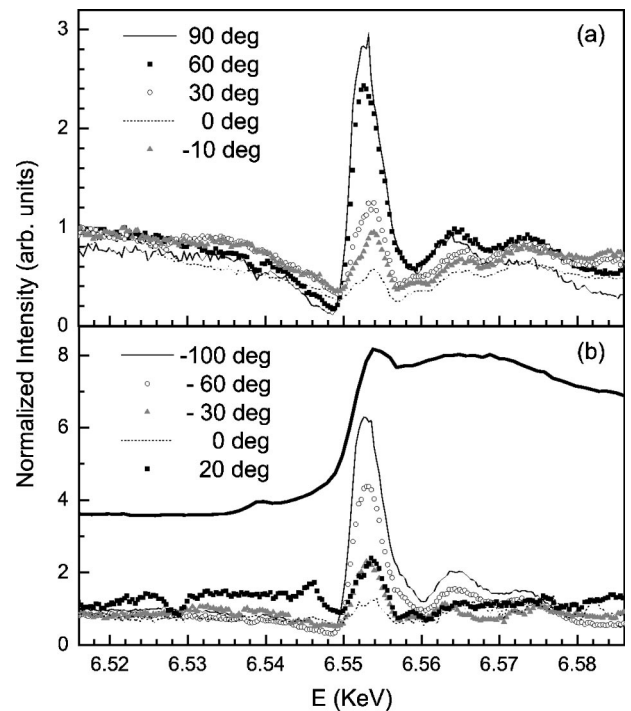 3
2
1
0
90 deg
60 deg
30 deg
0 deg
-10 deg
(a)
Normalized Intensity (arb. units)
8
6
4
2
0
-100 deg
- 60 deg
- 30 deg
0 deg
20 deg
(b)
6.52 6.53 6.54 6.55 6.56 6.57 6.58
E (KeV)